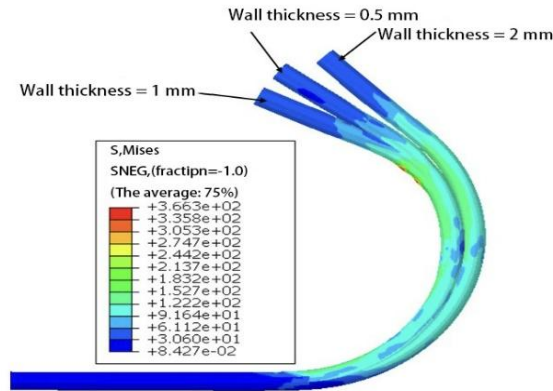 Wall thickness = 0.5 mm
Wall thickness = 2 mm
Wall thickness = 1 mm
S,Mises
SNEG,(fractipn=-1.0)
(The average: 75%)
+3.663e+02
+3.358e+02
+3.053e+02
+2.747e+02
+2.442e+02
+2.137e+02
+1.832e+02
+1.527e+02
+1.222e+02
+9.164e+01
+6.112e+01
+3.060e+01
+8.427e-02